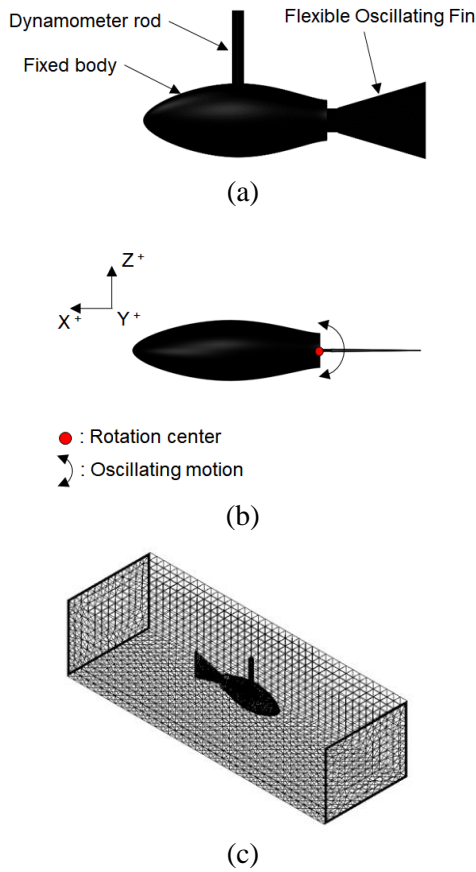 Dynamometer rod
Flexible Oscillating Fin
Fixed body
(a)
Z +
X +
Y +
: Rotation center
: Oscillating motion
(b)
(c)